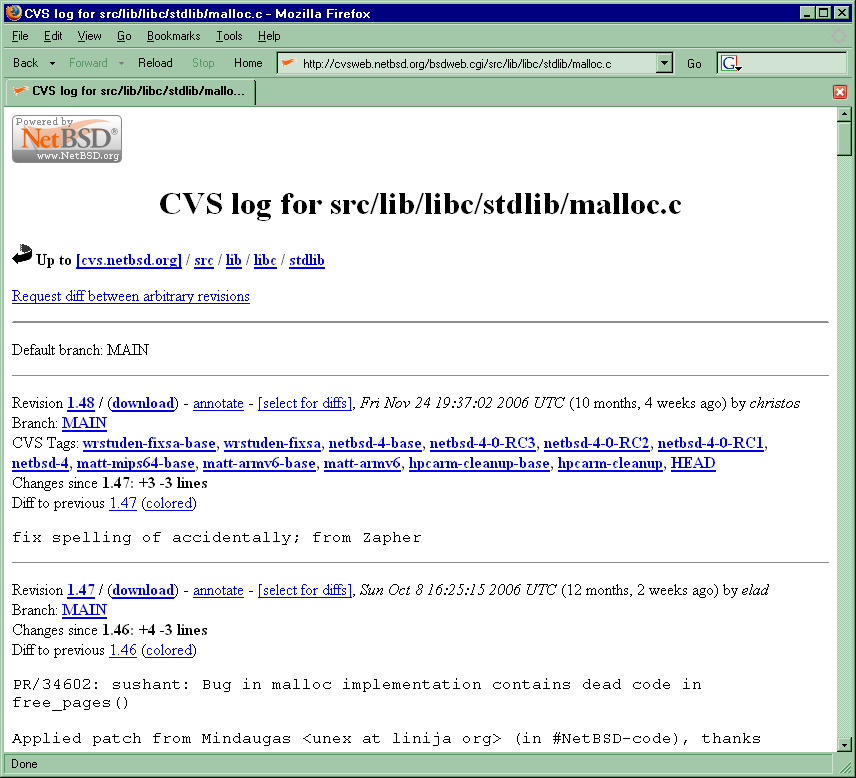 CVS log for src/lib/libc/stdlib/malloc.c - Mozilla Firefox
File Edit View Go Bookmarks Tools Help
Back Forward Reload Stop Home http://cvsweb.netbsd.org/bsdweb.cgi/src/lib/libc/stdlib/malloc.c Go G
CVS log for src/lib/libc/stdlib/mallo...
Powered by
NetBSD®
www.NetBSD.org
CVS log for src/lib/libc/stdlib/malloc.c
Up to [cvs.netbsd.org] / src / lib / libc / stdlib
Request diff between arbitrary revisions
Default branch: MAIN
Revision 1.48 / (download) - annotate - [select for diffs], Fri Nov 24 19:37:02 2006 UTC (10 months, 4 weeks ago) by christos
Branch: MAIN
CVS Tags: wrstuden-fixsa-base, wrstuden-fixsa, netbsd-4-base, netbsd-4-0-RC3, netbsd-4-0-RC2, netbsd-4-0-RC1,
netbsd-4, matt-mips64-base, matt-armv6-base, matt-armv6, hpcarm-cleanup-base, hpcarm-cleanup, HEAD
Changes since 1.47: +3 -3 lines
Diff to previous 1.47 (colored)
fix spelling of accidentally; from Zapher
Revision 1.47 / (download) - annotate - [select for diffs], Sun Oct 8 16:25:15 2006 UTC (12 months, 2 weeks ago) by elad
Branch: MAIN
Changes since 1.46: +4 -3 lines
Diff to previous 1.46 (colored)
PR/34602: sushant: Bug in malloc implementation contains dead code in
free_pages()
Applied patch from Mindaugas <unex at linija org> (in #NetBSD-code), thanks
Done